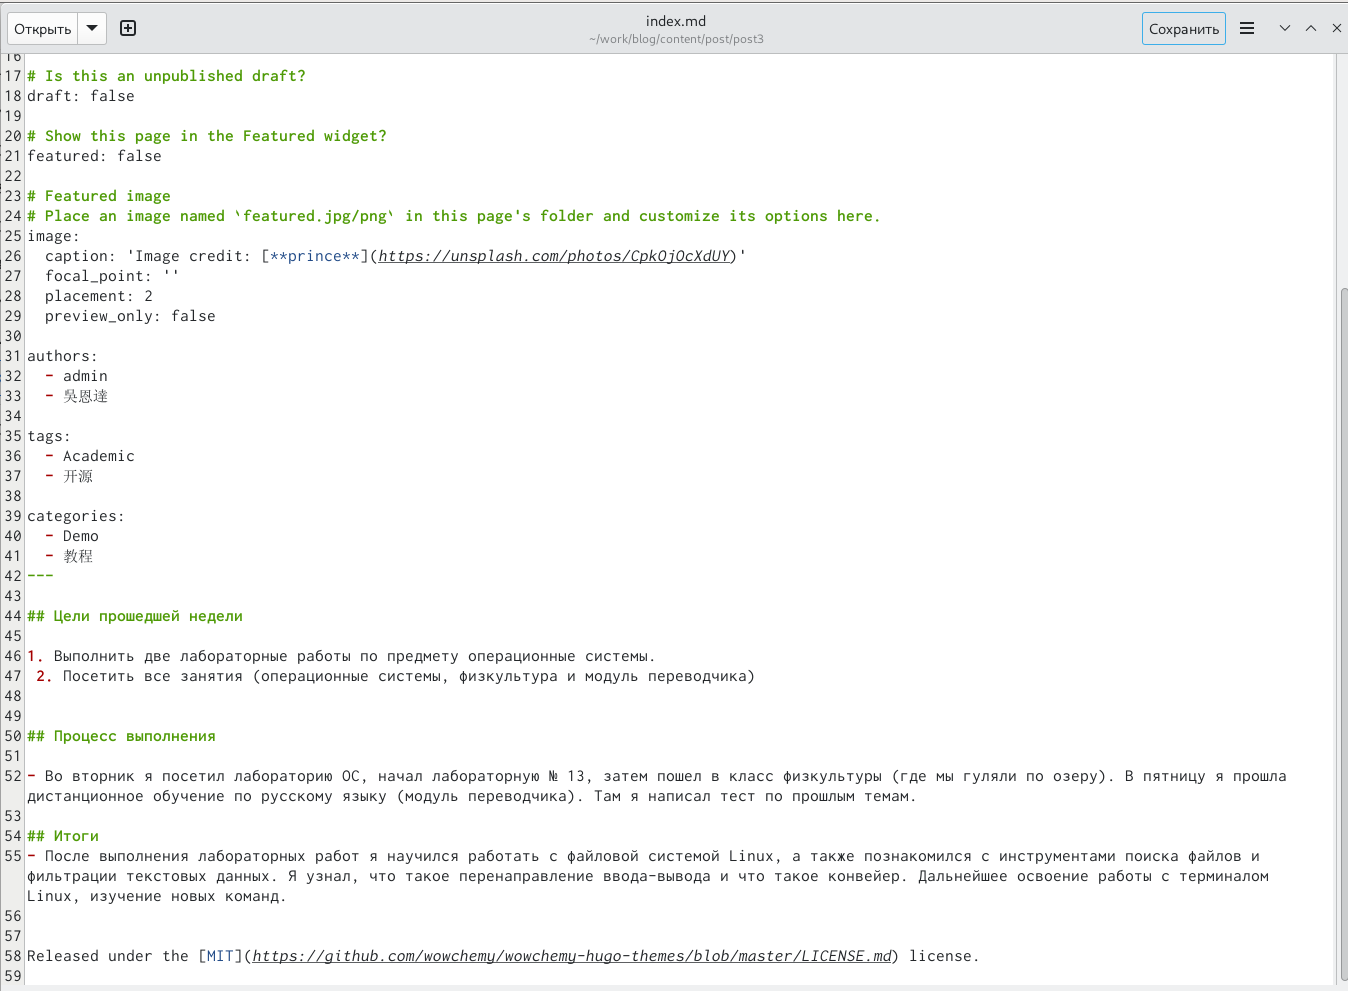 Открыть
index.md
~/work/blog/content/post/post3
Сохранить
16
17 # Is this an unpublished draft?
18 draft: false
19
20 # Show this page in the Featured widget?
21 featured: false
22
23 # Featured image
24 # Place an image named `featured.jpg/png` in this page's folder and customize its options here.
25 image:
26   caption: 'Image credit: [**prince**](https://unsplash.com/photos/CpkOjOcXdUY)'
27   focal_point: ''
28   placement: 2
29   preview_only: false
30
31 authors:
32   - admin
33   - 吳恩達
34
35 tags:
36   - Academic
37   - 开源
38
39 categories:
40   - Demo
41   - 教程
42 ---
43
44 ## Цели прошедшей недели
45
46 1. Выполнить две лабораторные работы по предмету операционные системы.
47  2. Посетить все занятия (операционные системы, физкультура и модуль переводчика)
48
49
50 ## Процесс выполнения
51
52 - Во вторник я посетил лабораторию ОС, начал лабораторную № 13, затем пошел в класс физкультуры (где мы гуляли по озеру). В пятницу я прошла
дистанционное обучение по русскому языку (модуль переводчика). Там я написал тест по прошлым темам.
53
54 ## Итоги
55 - После выполнения лабораторных работ я научился работать с файловой системой Linux, а также познакомился с инструментами поиска файлов и
фильтрации текстовых данных. Я узнал, что такое перенаправление ввода-вывода и что такое конвейер. Дальнейшее освоение работы с терминалом
Linux, изучение новых команд.
56
57
58 Released under the [MIT](https://github.com/wowchemy/wowchemy-hugo-themes/blob/master/LICENSE.md) license.
59